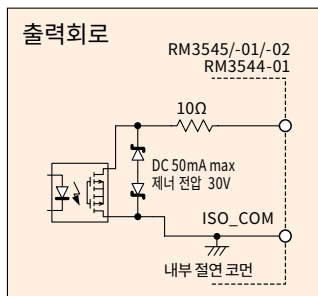 출력회로
RM3545/-01/-02
RM3544-01
10Ω
DC 50mA max
제너 전압 30V
ISO_COM
내부 절연 코먼